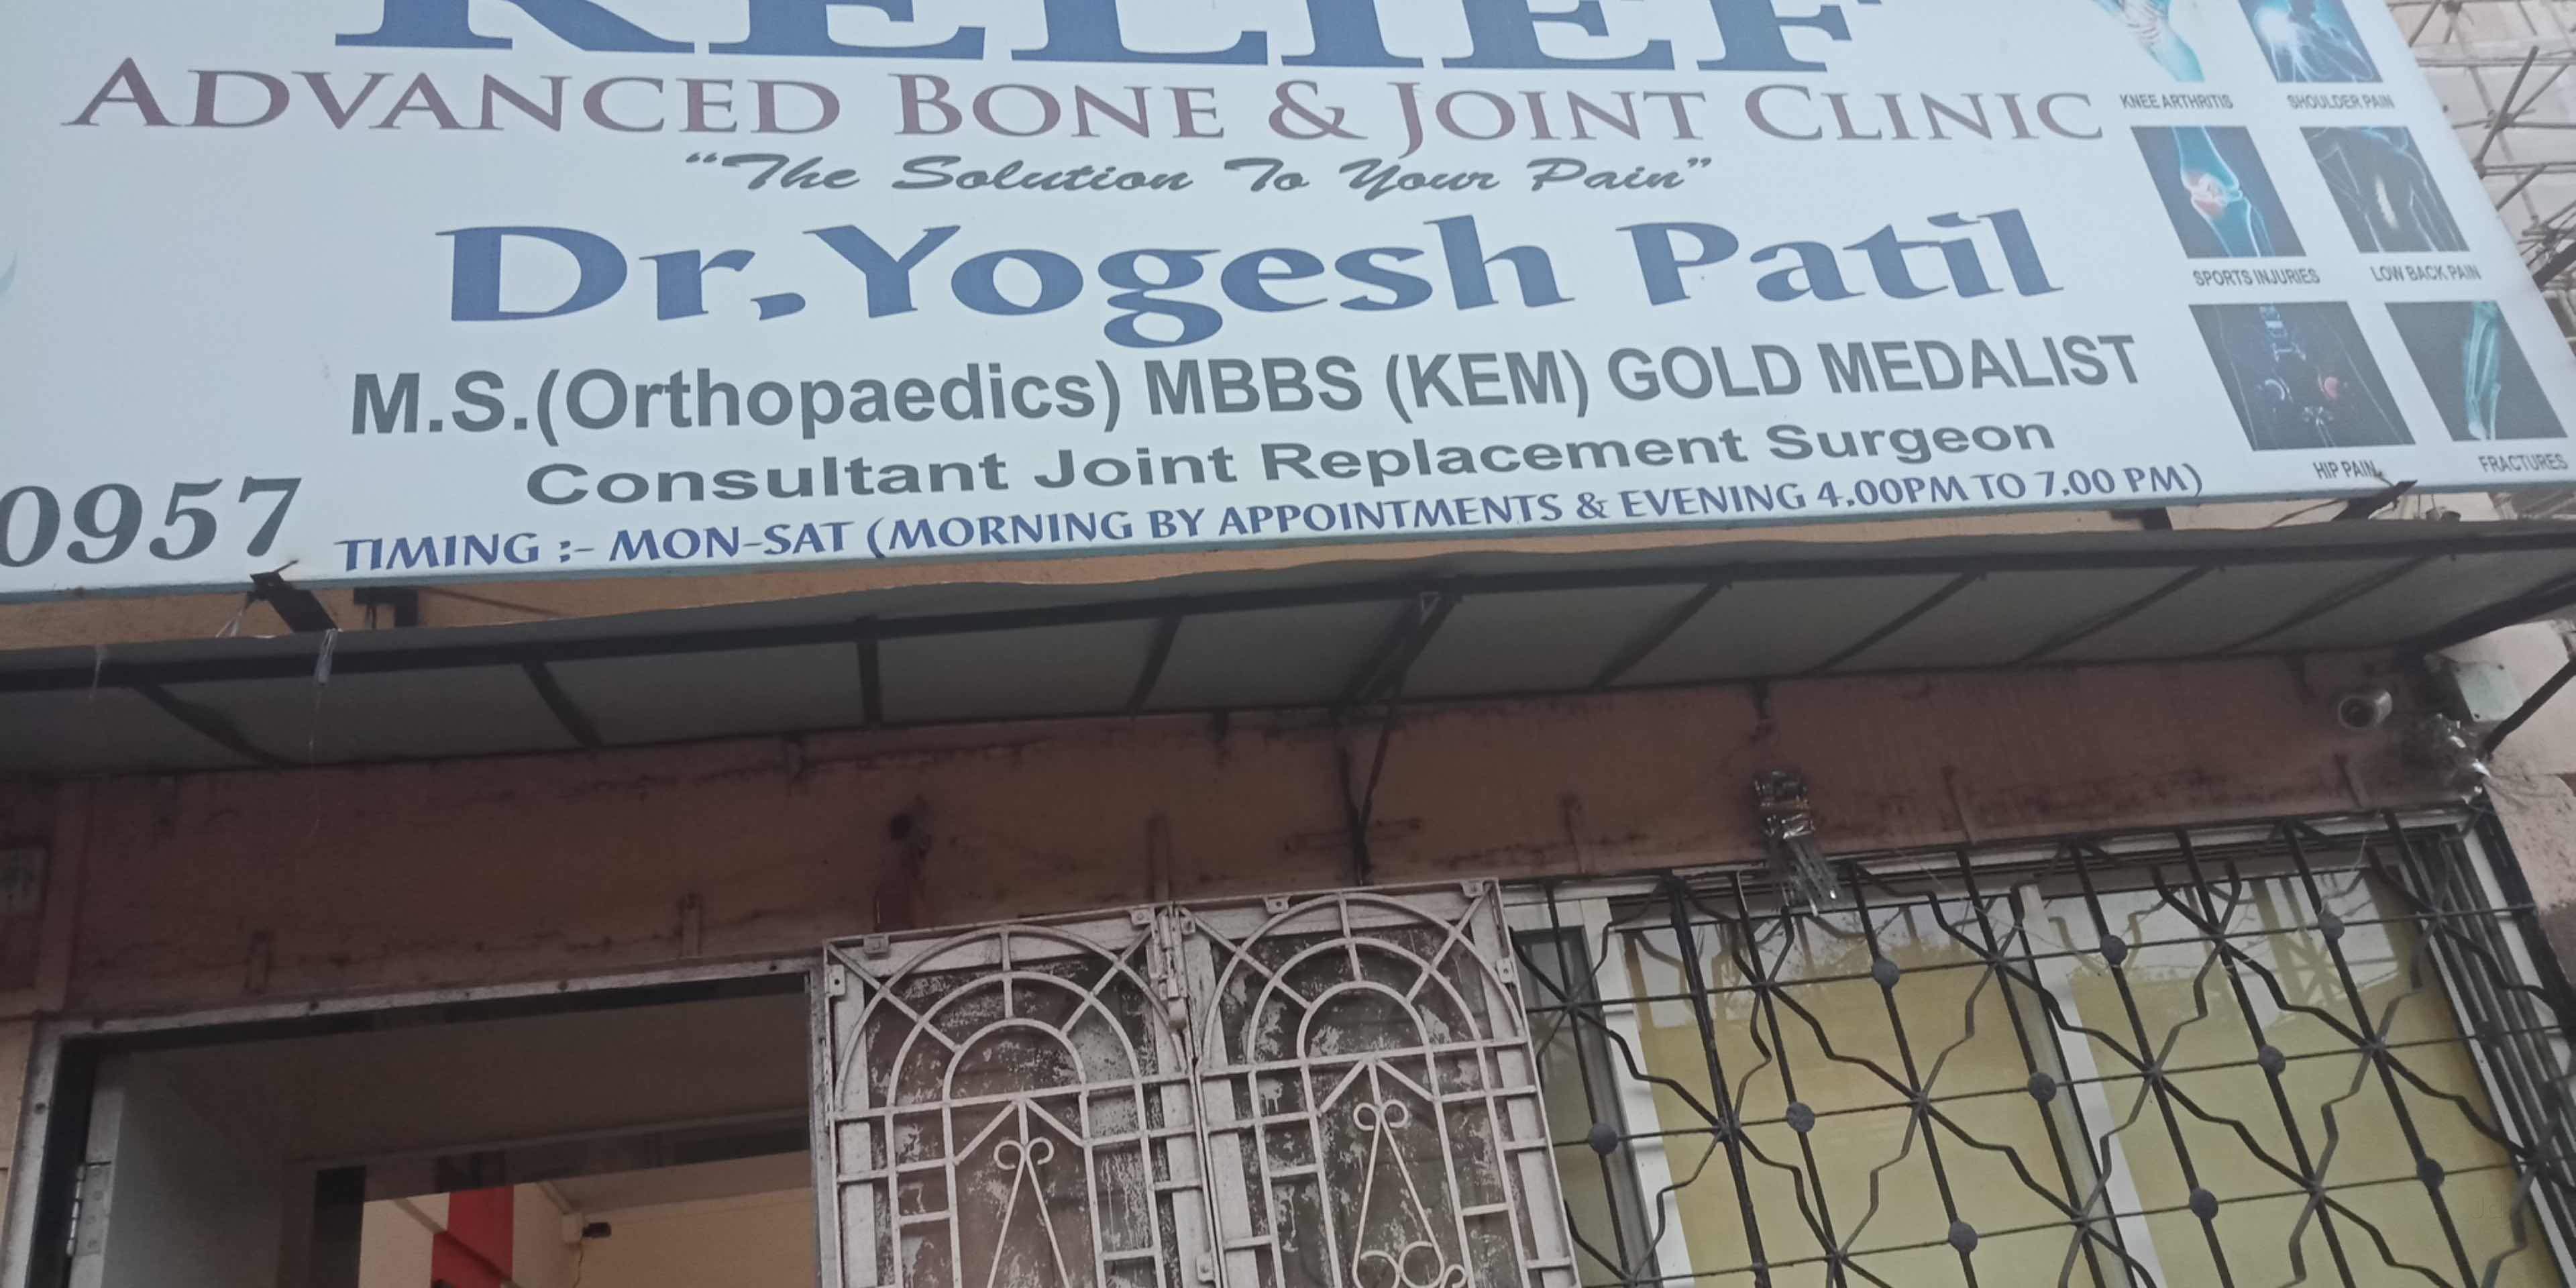 RELIEF
ADVANCED BONE & JOINT CLINIC
"The Solution To Your Pain"
Dr.Yogesh Patil
M.S.(Orthopaedics) MBBS (KEM) GOLD MEDALIST
Consultant Joint Replacement Surgeon
0957
TIMING :- MON-SAT (MORNING BY APPOINTMENTS & EVENING 4.00PM TO 7.00 PM)
KNEE ARTHRITIS
SHOULDER PAIN
SPORTS INJURIES
LOW BACK PAIN
HIP PAIN
FRACTURES